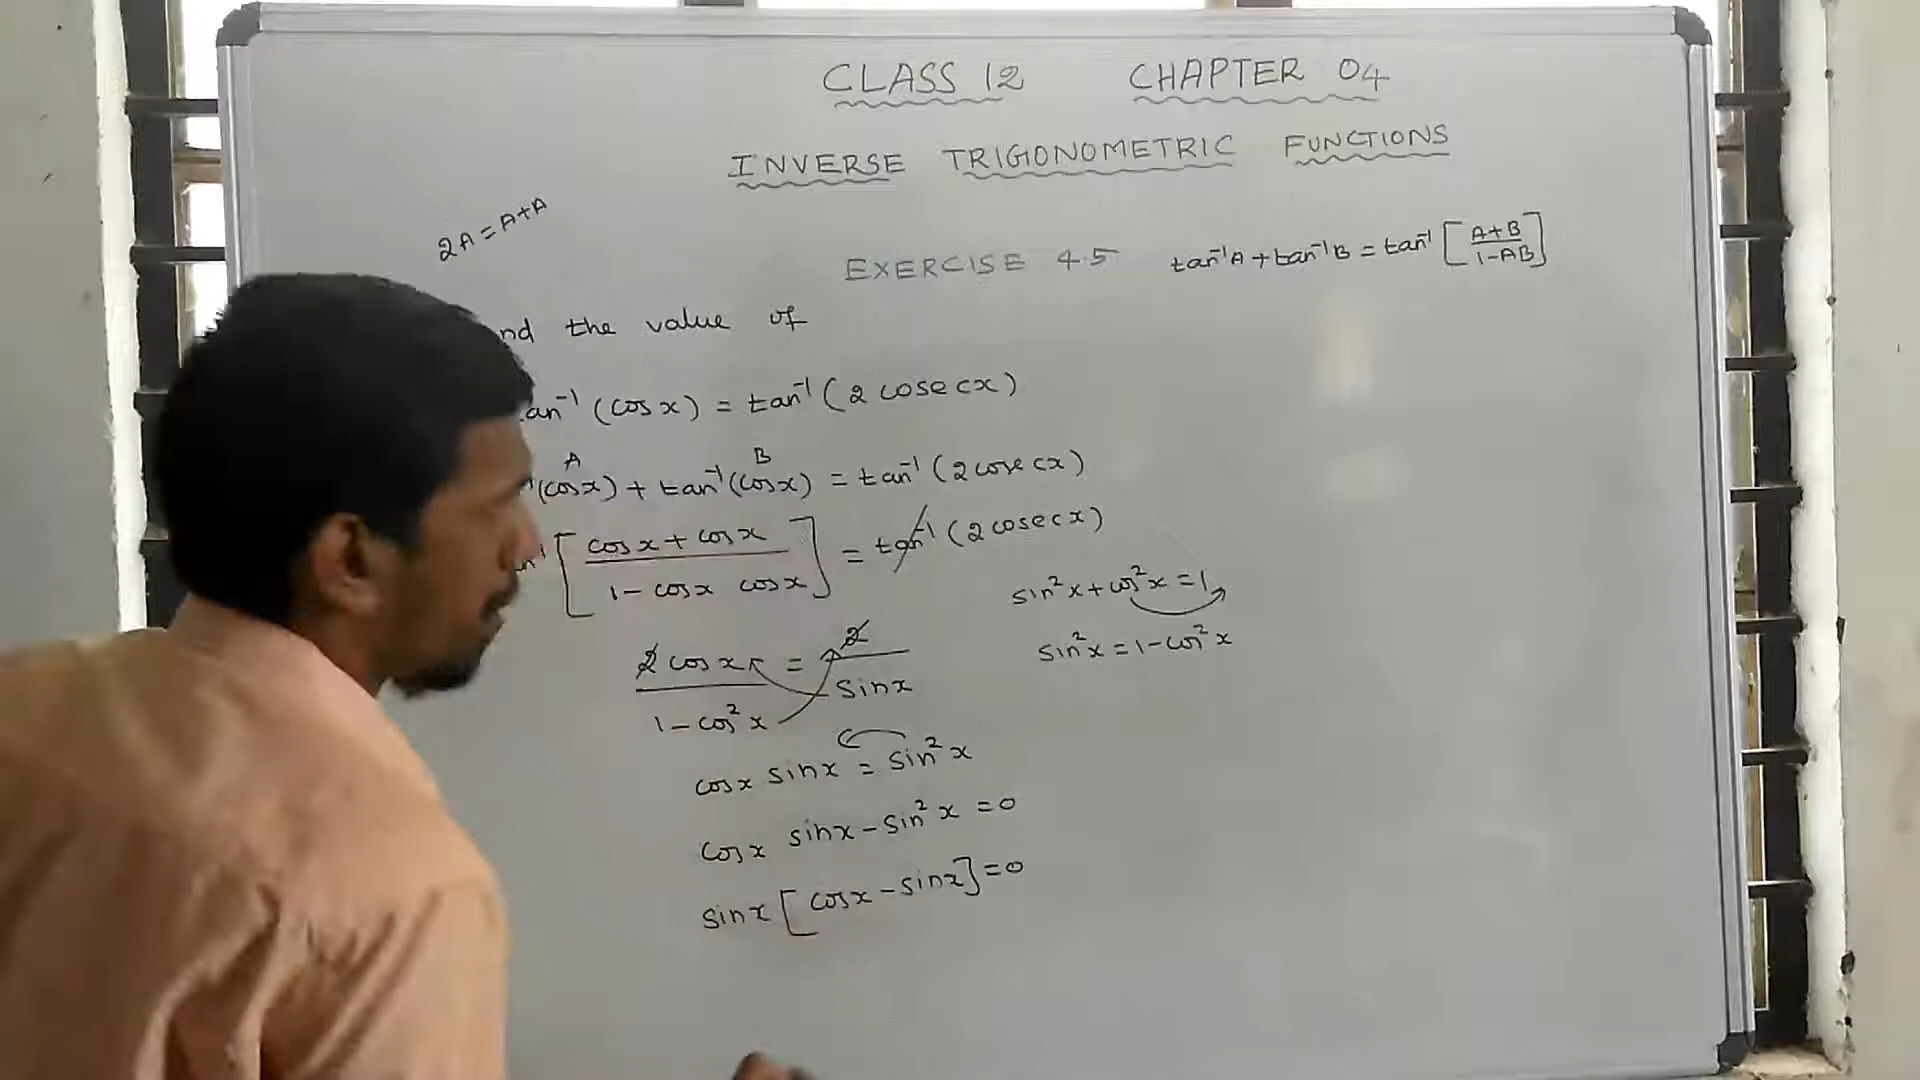 CLASS 12 CHAPTER 04
INVERSE TRIGONOMETRIC FUNCTIONS
2A = A+A
EXERCISE 4.5 tan⁻¹A + tan⁻¹B = tan⁻¹ [ (A+B)/(1-AB) ]
nd the value of
an⁻¹ (cos x) = tan⁻¹ (2 cosec x)
A B
(cos x) + tan⁻¹ (cos x) = tan⁻¹ (2 cosec x)
[ (cos x + cos x)/(1 - cos x cos x) ] = tan⁻¹ (2 cosec x)
sin²x + cos²x = 1
sin²x = 1 - cos²x
2 cos x / (1 - cos²x) = 2 / sin x
cos x sin x = sin²x
cos x sin x - sin²x = 0
sin x [cos x - sin x] = 0